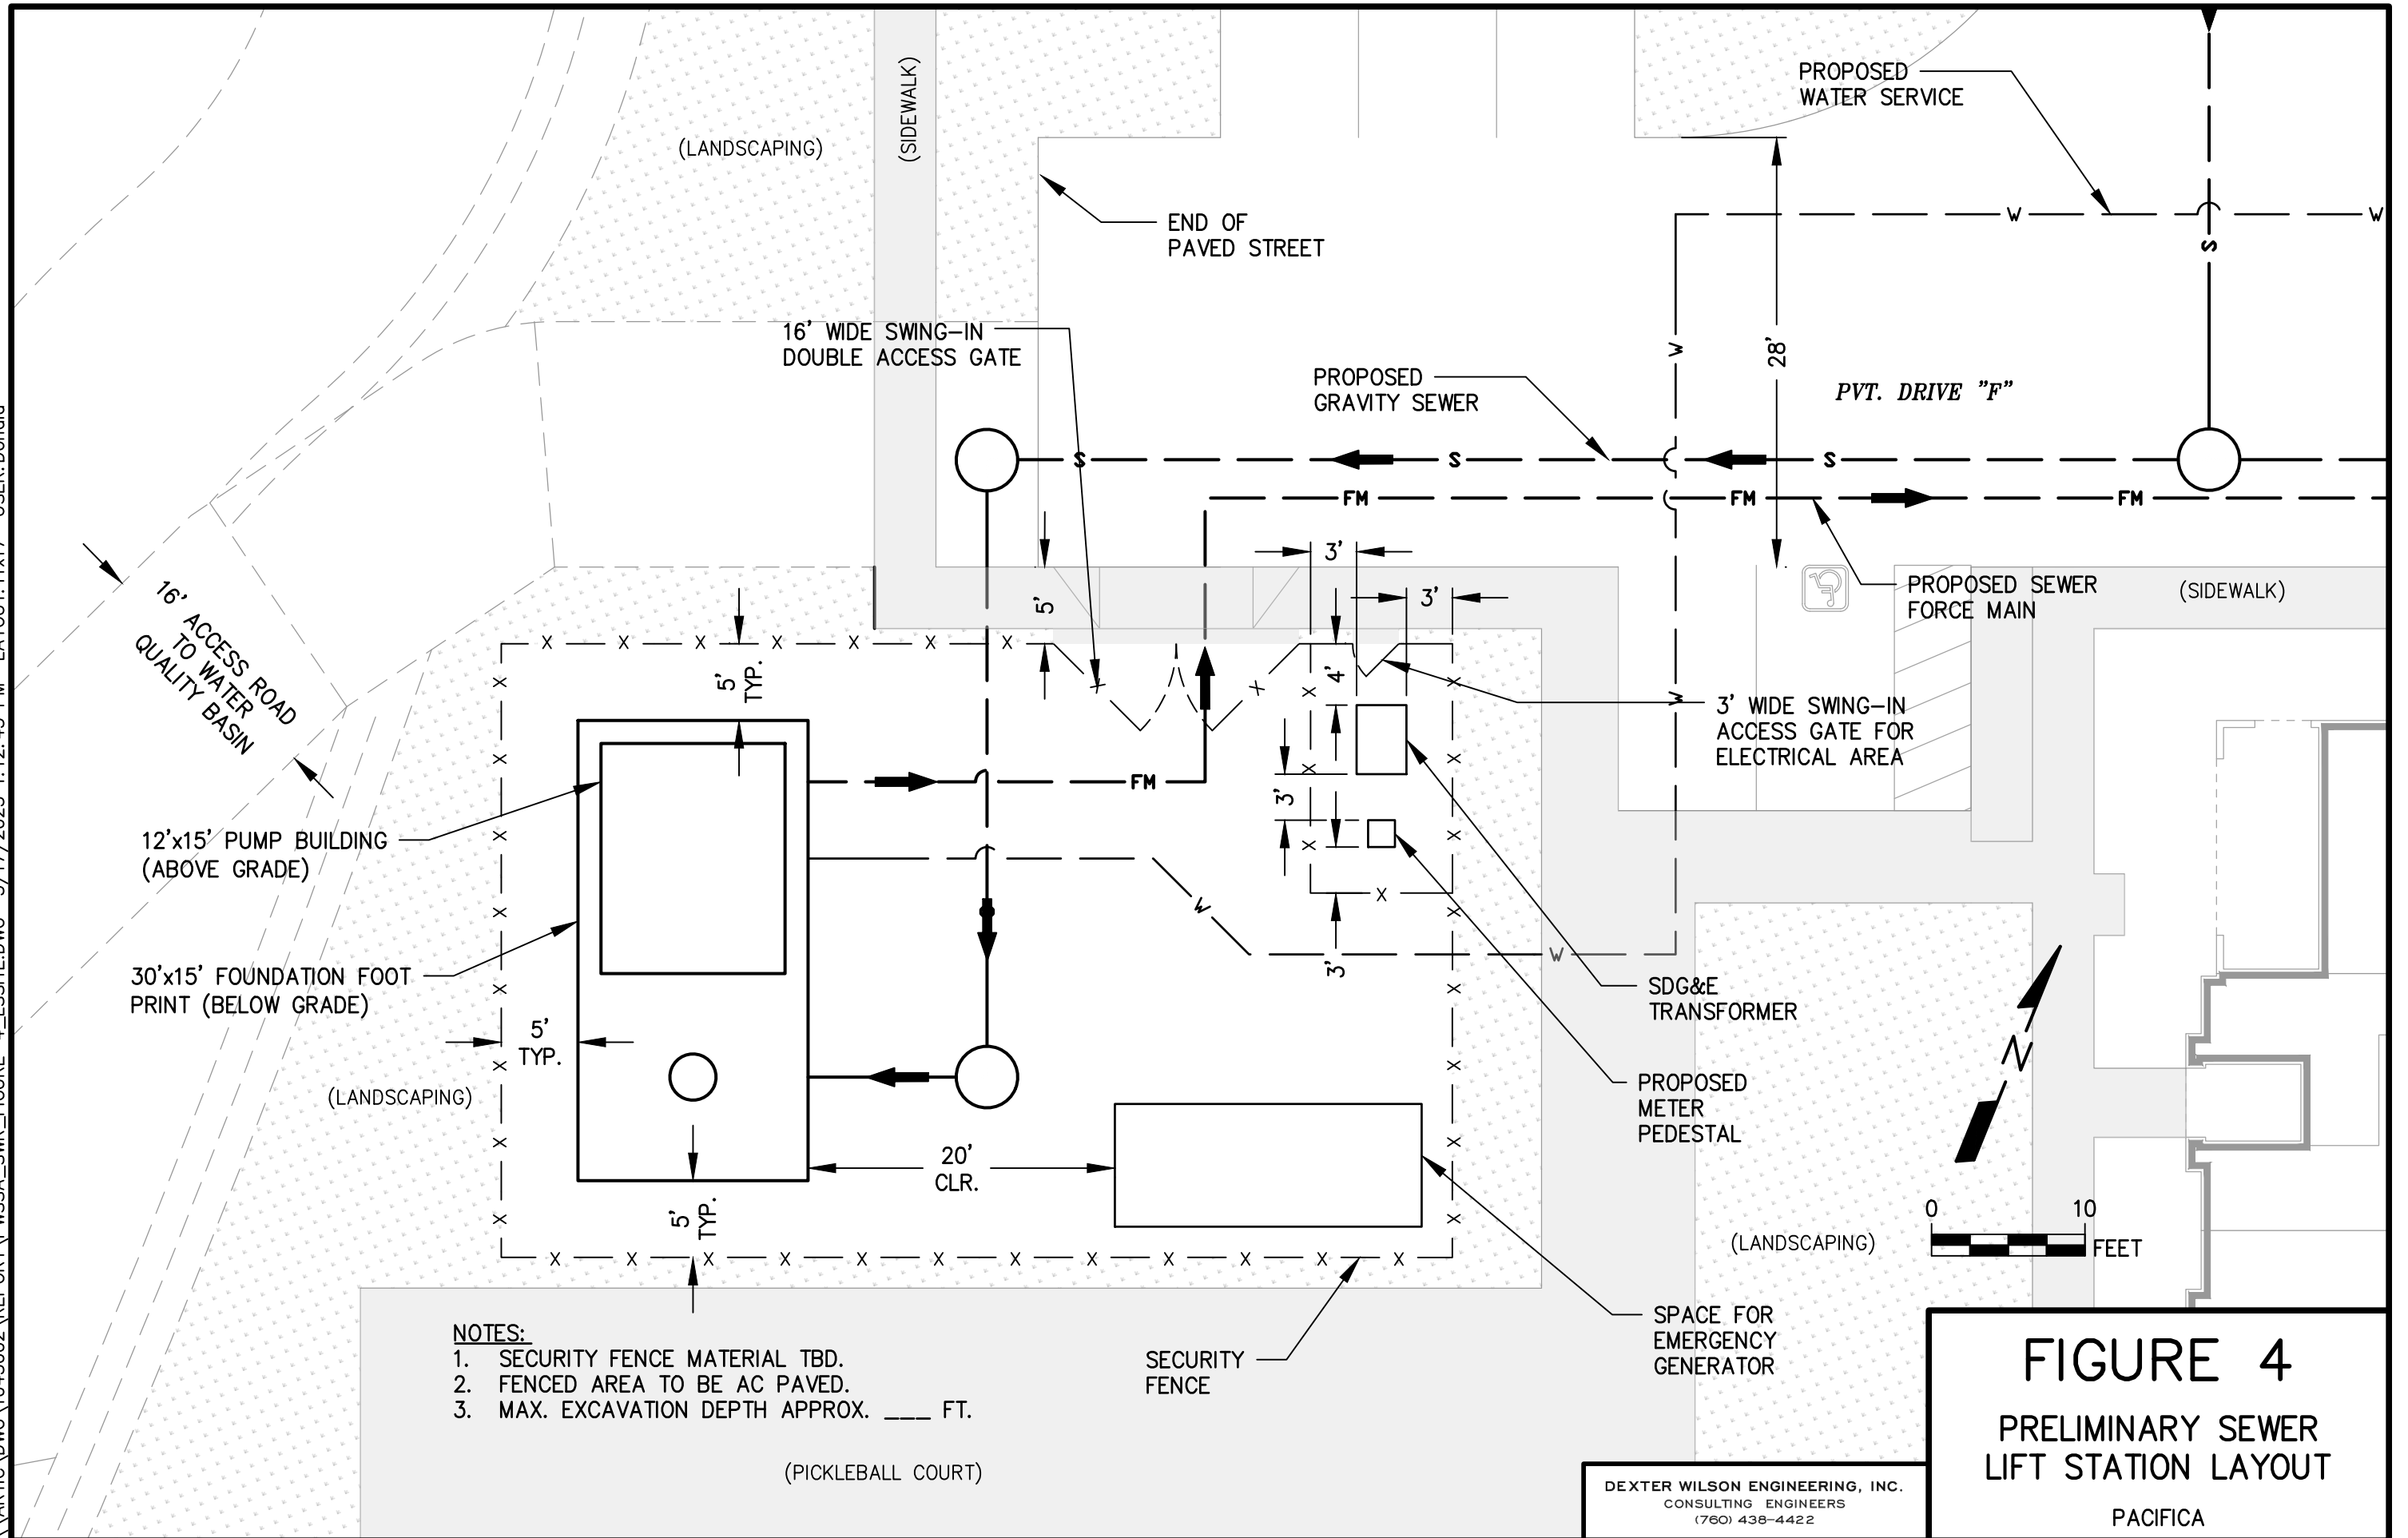 (LANDSCAPING)
(SIDEWALK)
END OF
PAVED STREET
PROPOSED
WATER SERVICE
W
W
S
16' WIDE SWING-IN
DOUBLE ACCESS GATE
PROPOSED
GRAVITY SEWER
W
28'
PVT. DRIVE "F"
S
S
S
FM
FM
FM
16' ACCESS ROAD
TO WATER
QUALITY BASIN
5'
3'
3'
PROPOSED SEWER
FORCE MAIN
(SIDEWALK)
X X X X X X X
5'
TYP.
X
X
4'
W
3' WIDE SWING-IN
ACCESS GATE FOR
ELECTRICAL AREA
FM
3'
12'x15' PUMP BUILDING
(ABOVE GRADE)
X
W
W
30'x15' FOUNDATION FOOT
PRINT (BELOW GRADE)
3'
SDG&E
TRANSFORMER
5'
TYP.
N
PROPOSED
METER
PEDESTAL
(LANDSCAPING)
20'
CLR.
5'
TYP.
0 10
FEET
(LANDSCAPING)
X X X X X X X X X X X X
SPACE FOR
EMERGENCY
GENERATOR
SECURITY
FENCE
NOTES:
1. SECURITY FENCE MATERIAL TBD.
2. FENCED AREA TO BE AC PAVED.
3. MAX. EXCAVATION DEPTH APPROX. ___ FT.
(PICKLEBALL COURT)
DEXTER WILSON ENGINEERING, INC.
CONSULTING ENGINEERS
(760) 438-4422
FIGURE 4
PRELIMINARY SEWER
LIFT STATION LAYOUT
PACIFICA